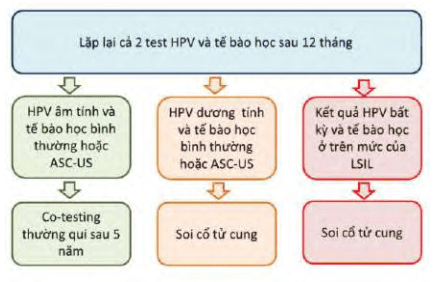 Lặp lại cả 2 test HPV và tế bào học sau 12 tháng
HPV âm tính và
tế bào học bình
thường hoặc
ASC-US
HPV dương tính
và tế bào học
bình thường
hoặc ASC-US
Kết quả HPV bất
kỳ và tế bào học
ở trên mức của
LSIL
Co-testing
thường qui sau 5
năm
Soi cổ tử cung
Soi cổ tử cung